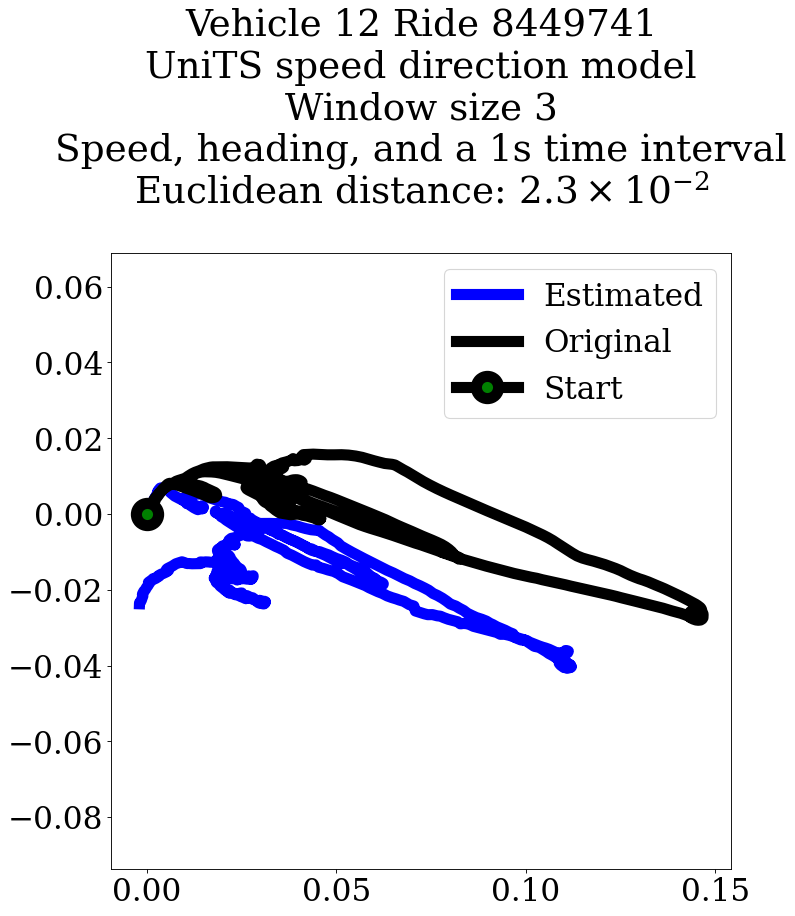 Vehicle 12 Ride 8449741
UniTS speed direction model
Window size 3
Speed, heading, and a 1s time interval
Euclidean distance: 2.3 × 10⁻²
Estimated
Original
Start
0.06
0.04
0.02
0.00
−0.02
−0.04
−0.06
−0.08
0.00 0.05 0.10 0.15